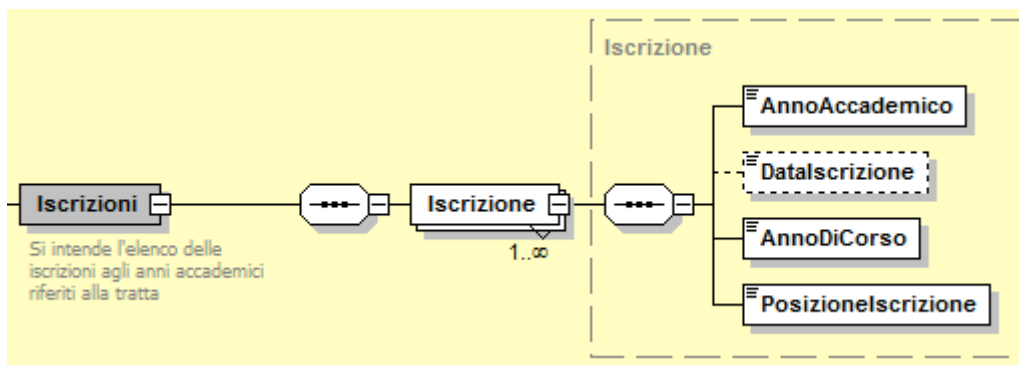 Iscrizione
AnnoAccademico
DataIscrizione
Iscrizioni
Iscrizione
AnnoDiCorso
Si intende l'elenco delle
iscrizioni agli anni accademici
riferiti alla tratta
1..∞
PosizioneIscrizione